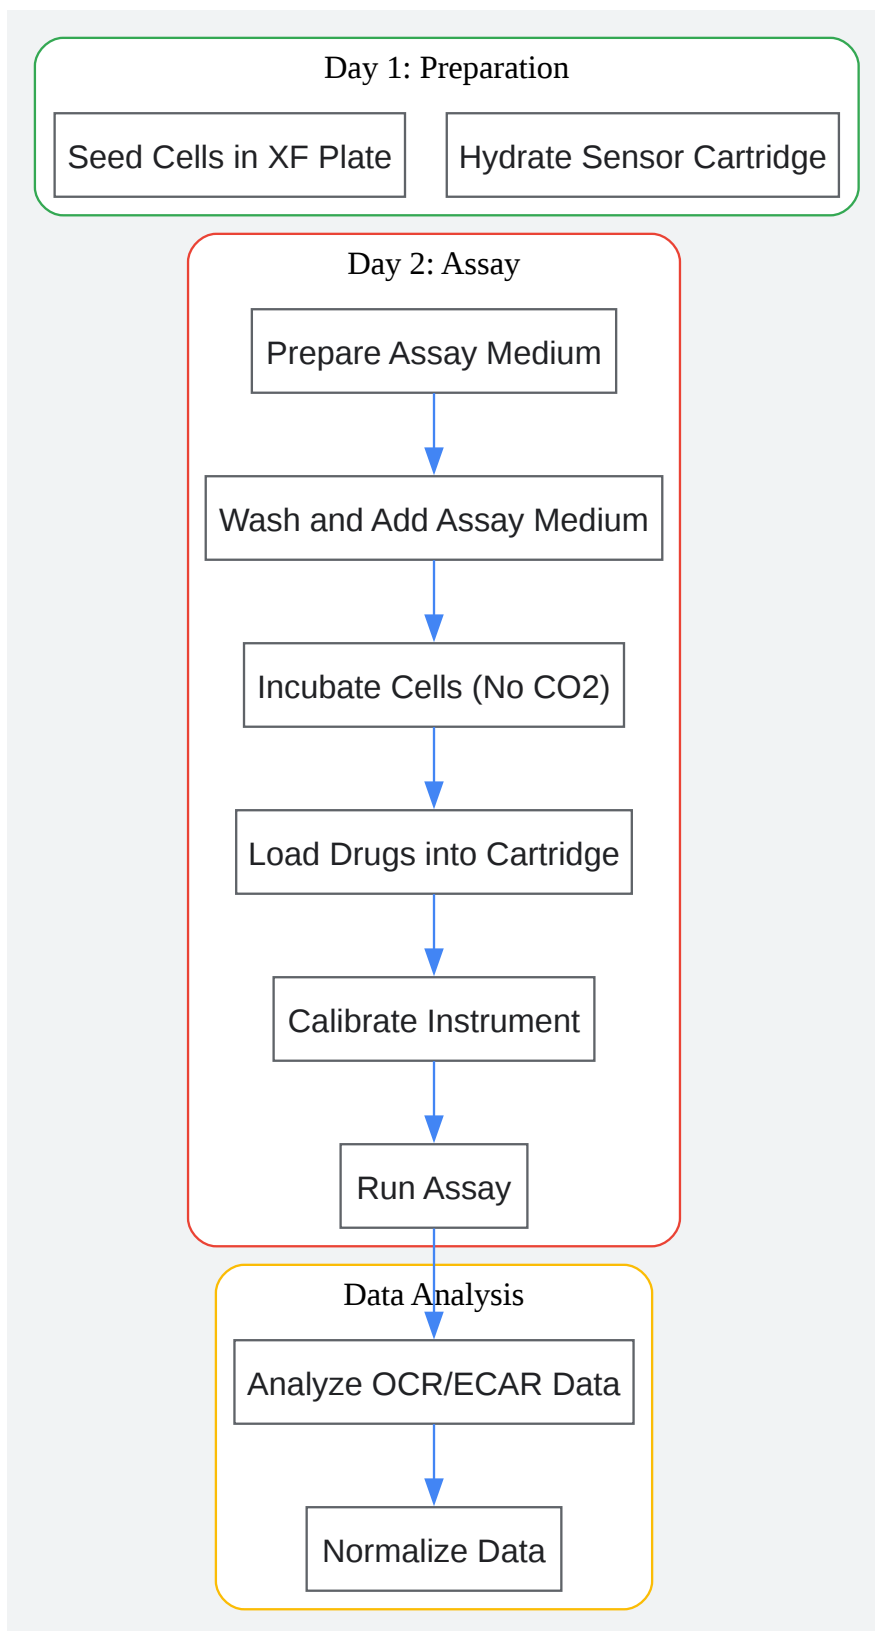 Day 1: Preparation
Seed Cells in XF Plate
Hydrate Sensor Cartridge
Day 2: Assay
Prepare Assay Medium
Wash and Add Assay Medium
Incubate Cells (No CO2)
Load Drugs into Cartridge
Calibrate Instrument
Run Assay
Data Analysis
Analyze OCR/ECAR Data
Normalize Data